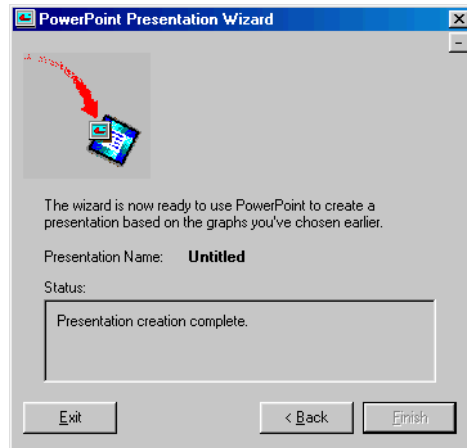 PowerPoint Presentation Wizard
The wizard is now ready to use PowerPoint to create a
presentation based on the graphs you've chosen earlier.
Presentation Name: Untitled
Status:
Presentation creation complete.
Exit < Back Finish